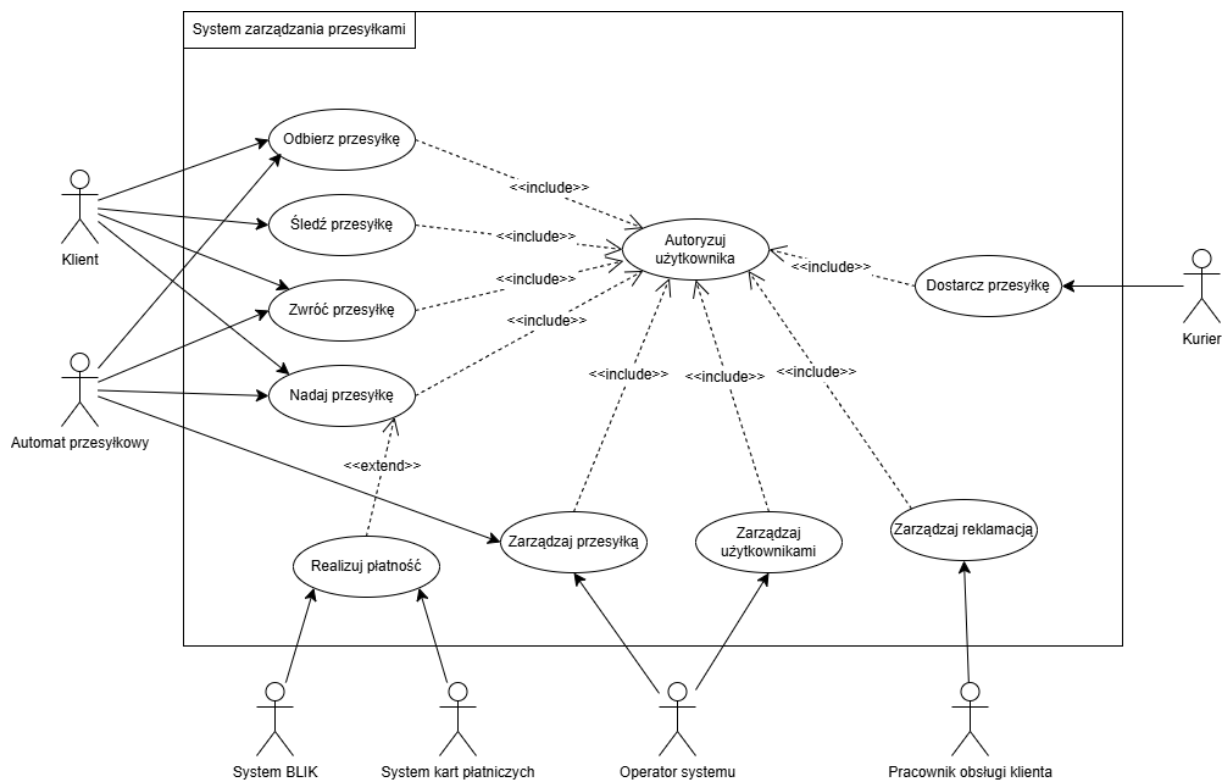 System zarządzania przesyłkami
Odbierz przesyłkę
<<include>>
Klient
Śledź przesyłkę
<<include>>
Autoryzuj
użytkownika
<<include>>
Dostarcz przesyłkę
Zwróć przesyłkę
<<include>>
<<include>>
Kurier
Automat przesyłkowy
Nadaj przesyłkę
<<include>>
<<include>>
<<include>>
<<extend>>
Realizuj płatność
Zarządzaj przesyłką
Zarządzaj
użytkownikami
Zarządzaj reklamacją
System BLIK
System kart płatniczych
Operator systemu
Pracownik obsługi klienta